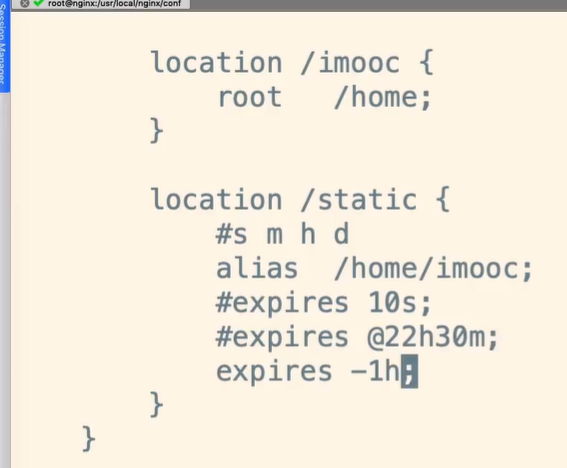 root@nginx:/usr/local/nginx/conf
Session Manager
location /imooc {
root /home;
}
location /static {
#s m h d
alias /home/imooc;
#expires 10s;
#expires @22h30m;
expires -1h;
}
}